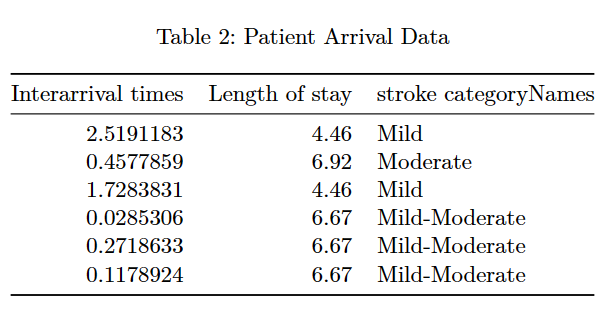 Table 2: Patient Arrival Data
Interarrival times Length of stay stroke categoryNames
2.5191183 4.46 Mild
0.4577859 6.92 Moderate
1.7283831 4.46 Mild
0.0285306 6.67 Mild-Moderate
0.2718633 6.67 Mild-Moderate
0.1178924 6.67 Mild-Moderate